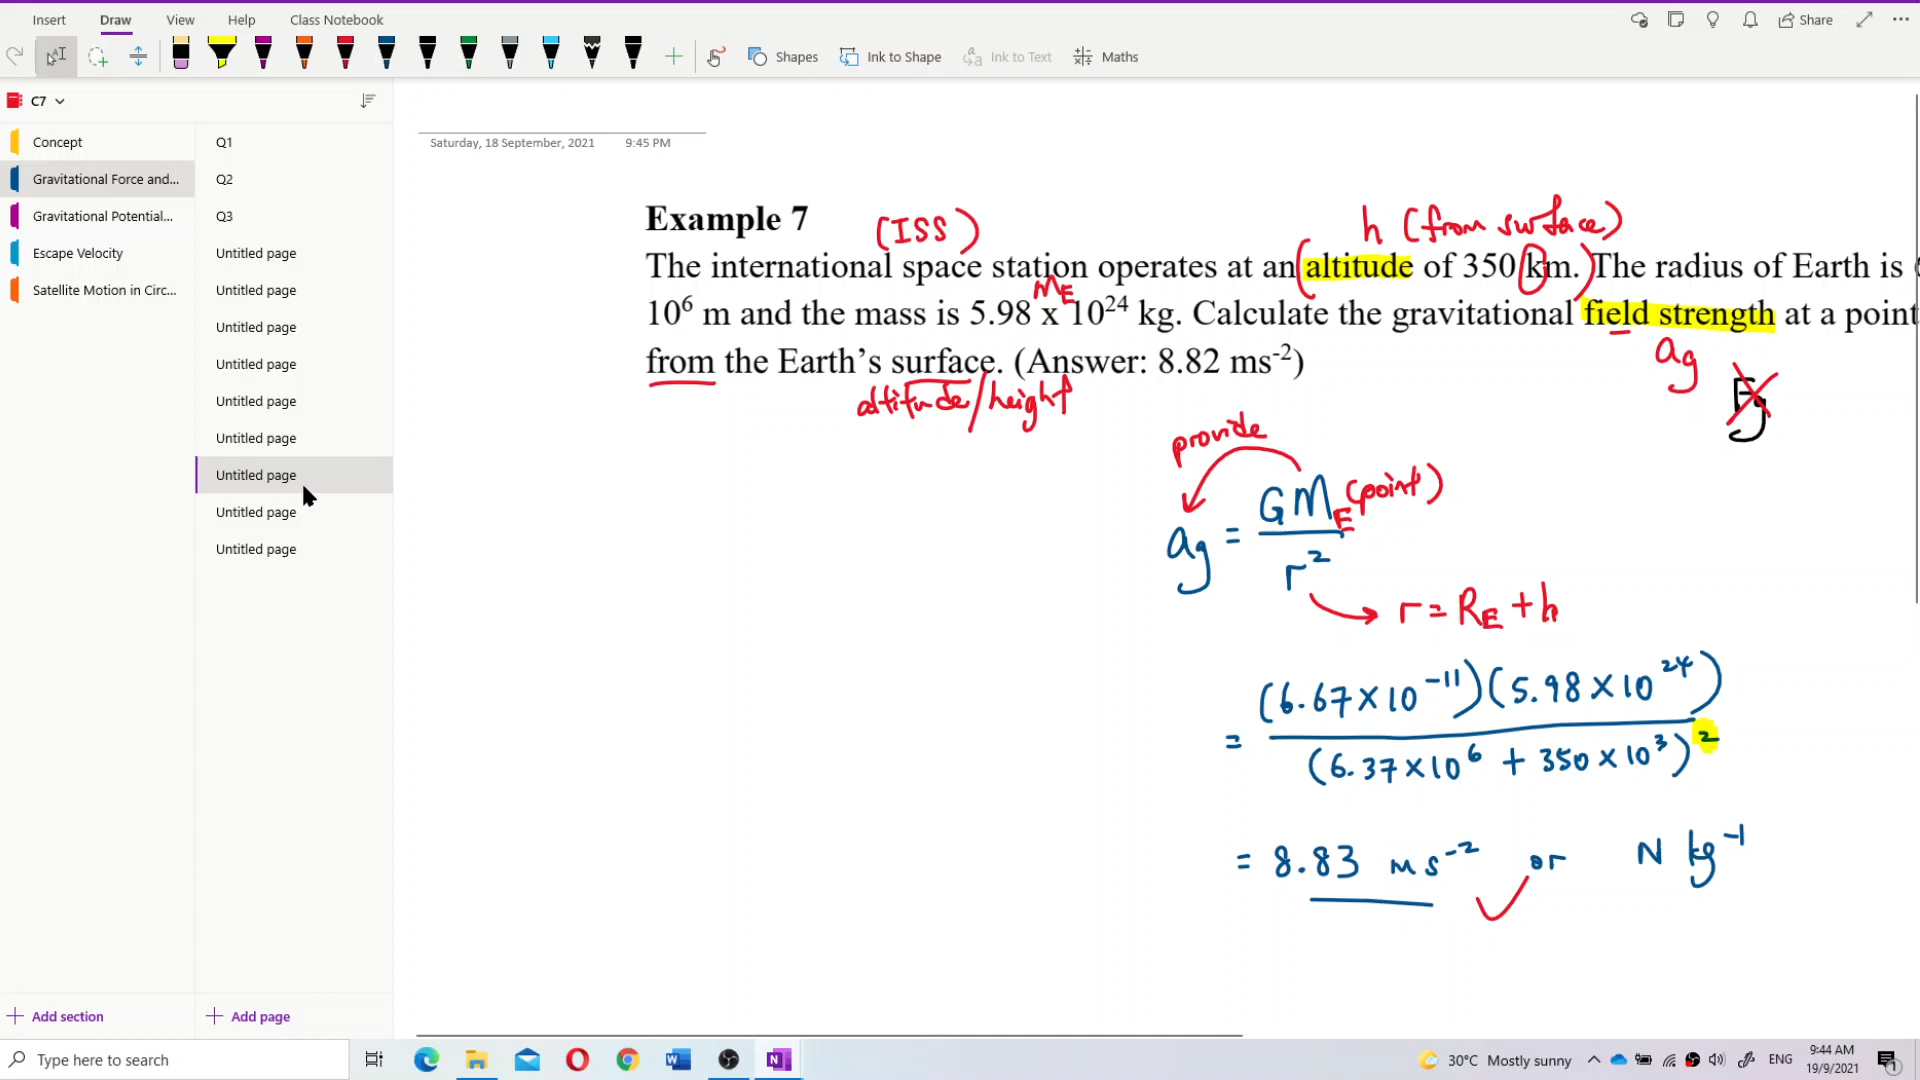 Insert Draw View Help Class Notebook Share
Shapes Ink to Shape Ink to Text Maths
C7
Concept
Gravitational Force and...
Gravitational Potential...
Escape Velocity
Satellite Motion in Circ...
Q1
Q2
Q3
Untitled page
Untitled page
Untitled page
Untitled page
Untitled page
Untitled page
Untitled page
Untitled page
Untitled page
Add section
Add page
Saturday, 18 September, 2021 9:45 PM
(ISS) h (from surface)
Example 7
The international space station operates at an (altitude of 350 km.) The radius of Earth is
M_E
10⁶ m and the mass is 5.98 x 10²⁴ kg. Calculate the gravitational field strength at a point
from the Earth's surface. (Answer: 8.82 ms⁻²)
altitude/height
ag
Fg
provide
ag = GM_E (point) / r²
r = R_E + h
= (6.67 × 10⁻¹¹)(5.98 × 10²⁴) / (6.37 × 10⁶ + 350 × 10³)²
= 8.83 ms⁻² or N kg⁻¹
Type here to search
30°C Mostly sunny ENG 9:44 AM
19/9/2021
1